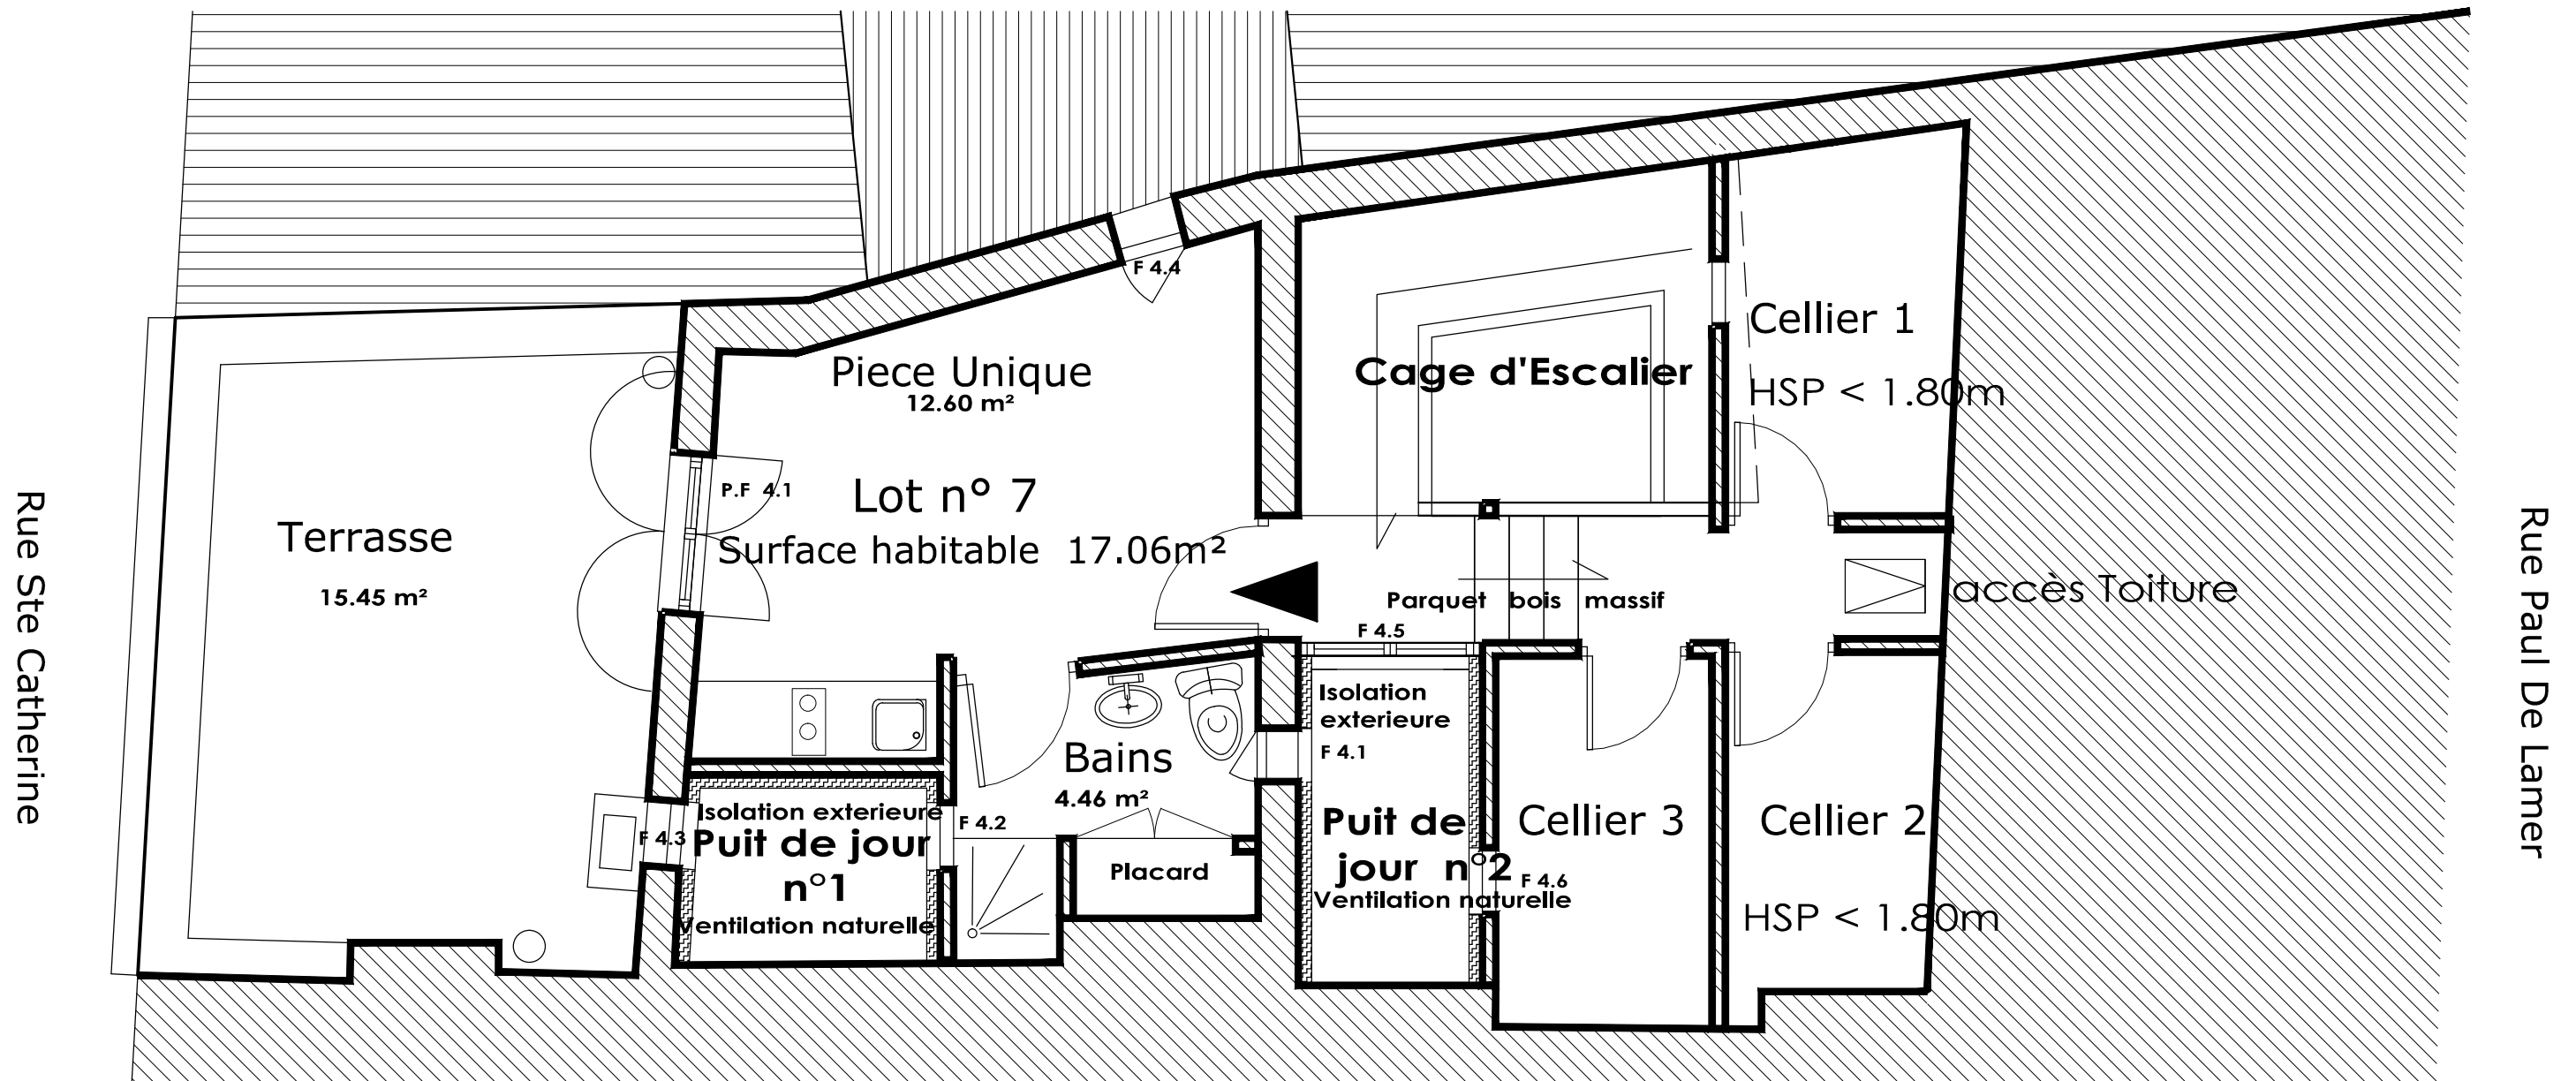 Rue Ste Catherine
Terrasse
15.45 m²
Piece Unique
12.60 m²
F 4.4
P.F 4.1
Lot n° 7
Surface habitable 17.06m²
Cage d'Escalier
Cellier 1
HSP < 1.80m
accès Toiture
Parquet bois massif
F 4.5
Isolation
exterieure
F 4.1
Bains
4.46 m²
F 4.2
Placard
F 4.3
Isolation exterieure
Puit de jour
n°1
Ventilation naturelle
Puit de
jour n°2
Ventilation naturelle
F 4.6
Cellier 3
Cellier 2
HSP < 1.80m
Rue Paul De Lamer